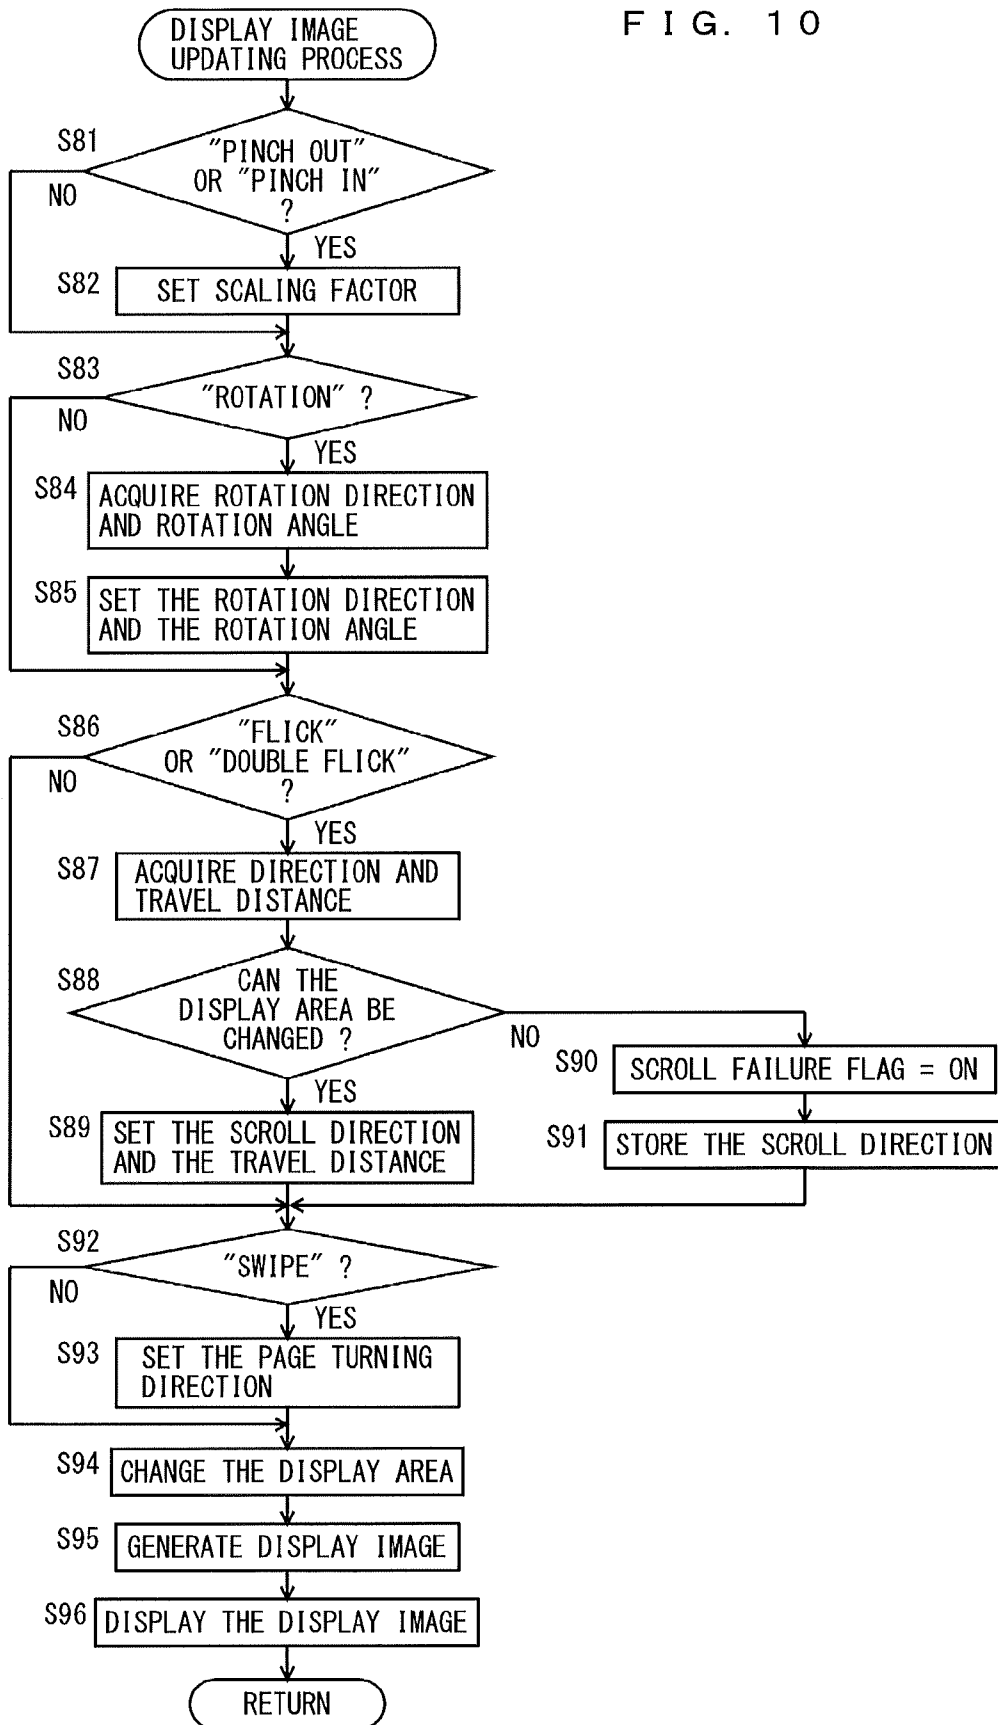 FIG. 10
DISPLAY IMAGE
UPDATING PROCESS
S81
"PINCH OUT"
OR "PINCH IN"
?
NO
YES
S82
SET SCALING FACTOR
S83
"ROTATION" ?
NO
YES
S84
ACQUIRE ROTATION DIRECTION
AND ROTATION ANGLE
S85
SET THE ROTATION DIRECTION
AND THE ROTATION ANGLE
S86
"FLICK"
OR "DOUBLE FLICK"
?
NO
YES
S87
ACQUIRE DIRECTION AND
TRAVEL DISTANCE
S88
CAN THE
DISPLAY AREA BE
CHANGED ?
NO
YES
S90
SCROLL FAILURE FLAG = ON
S89
SET THE SCROLL DIRECTION
AND THE TRAVEL DISTANCE
S91
STORE THE SCROLL DIRECTION
S92
"SWIPE" ?
NO
YES
S93
SET THE PAGE TURNING
DIRECTION
S94
CHANGE THE DISPLAY AREA
S95
GENERATE DISPLAY IMAGE
S96
DISPLAY THE DISPLAY IMAGE
RETURN